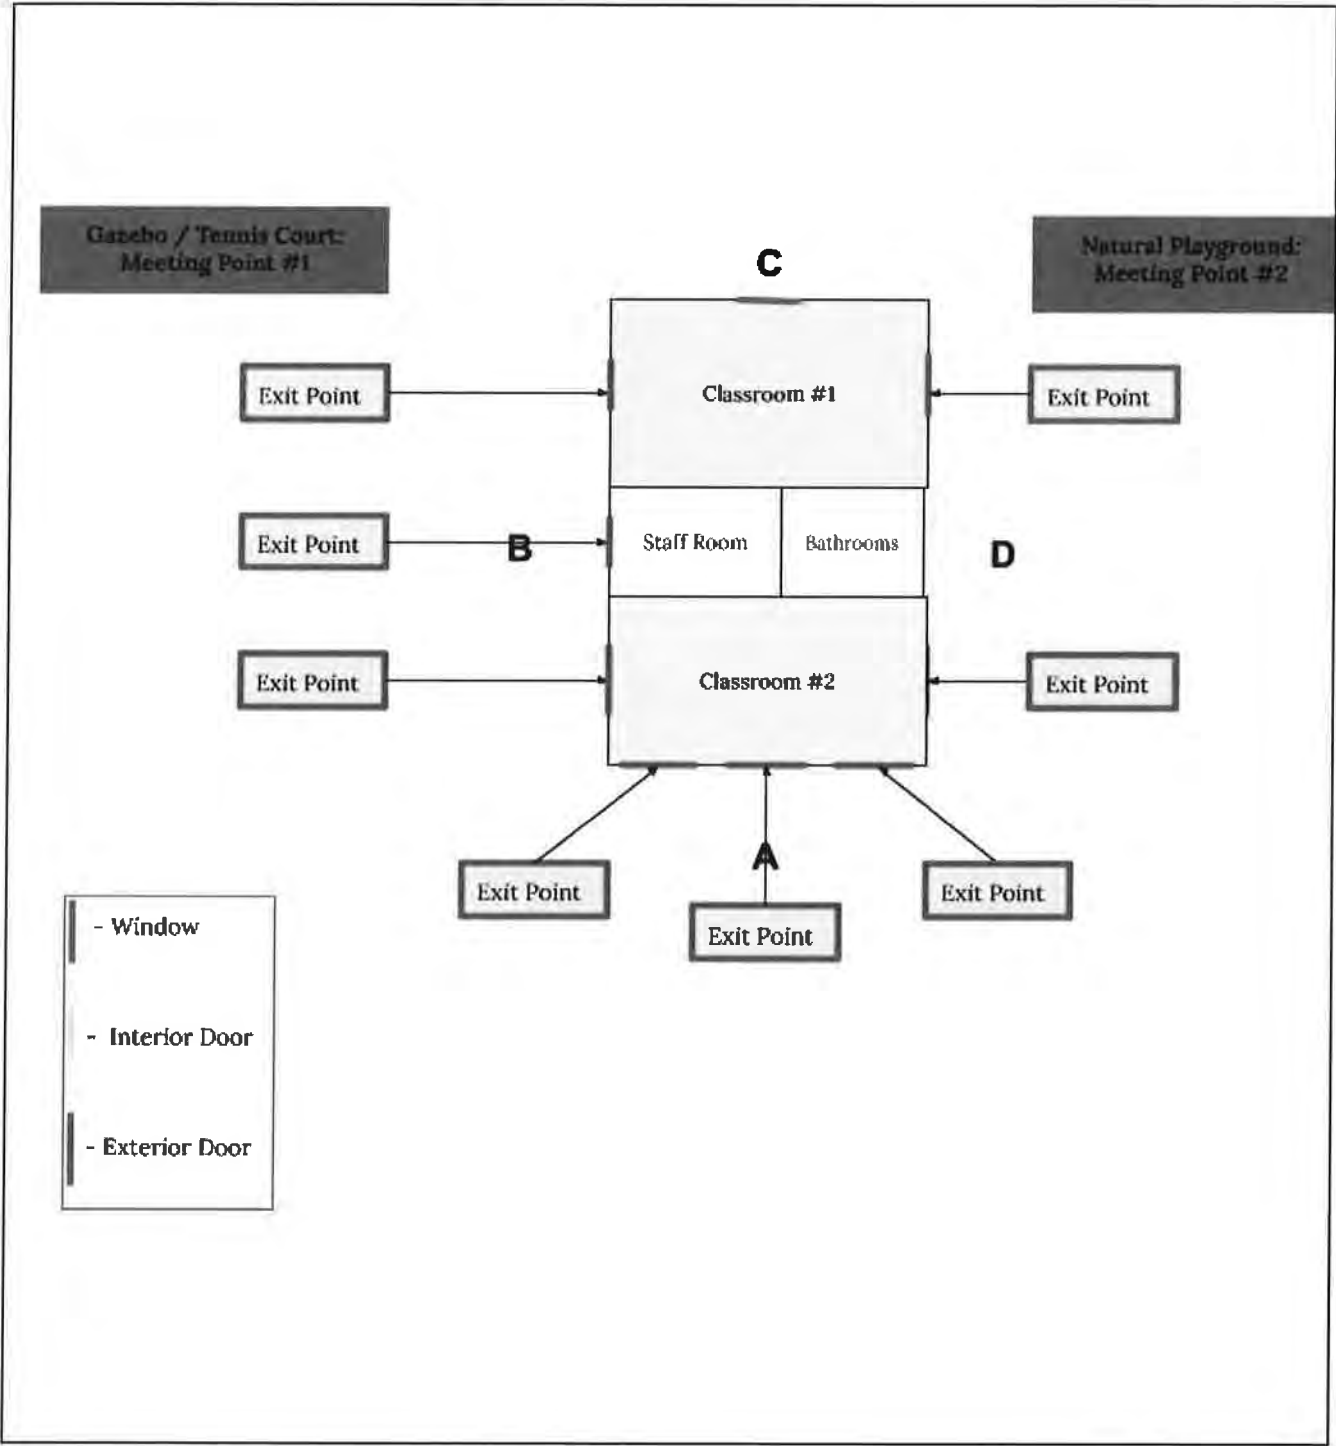 Gazebo / Tennis Court:
Meeting Point #1
Natural Playground:
Meeting Point #2
C
Exit Point
Classroom #1
Exit Point
Exit Point
B
Staff Room
Bathrooms
D
Exit Point
Classroom #2
Exit Point
A
Exit Point
Exit Point
Exit Point
- Window
- Interior Door
- Exterior Door